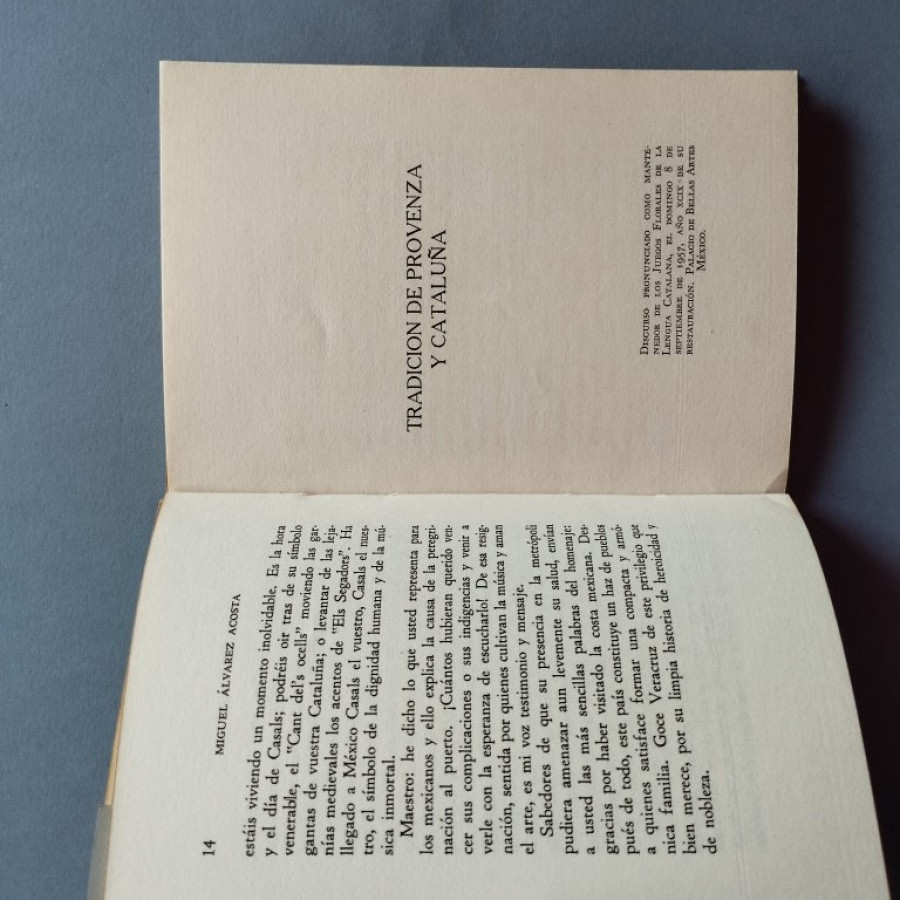 14
MIGUEL ÁLVAREZ ACOSTA
estáis viviendo un momento inolvidable. Es la hora
y el día de Casals; podréis oir tras de su símbolo
venerable, el "Cant del's ocells" moviendo las gar-
gantas de vuestra Cataluña; o levantar de las leja-
nías medievales los acentos de "Els Segadors". Ha
llegado a México Casals el vuestro, Casals el nues-
tro, el símbolo de la dignidad humana y de la mú-
sica inmortal.
Maestro: he dicho lo que usted representa para
los mexicanos y ello explica la causa de la peregri-
nación al puerto. ¡Cuántos hubieran querido ven-
cer sus complicaciones o sus indigencias y venir a
verle con la esperanza de escucharlo! De esa resig-
nación, sentida por quienes cultivan la música y aman
el arte, es mi voz testimonio y mensaje.
Sabedores de que su presencia en la metrópoli
pudiera amenazar aun levemente su salud, envían
a usted las más sencillas palabras del homenaje:
gracias por haber visitado la costa mexicana. Des-
pués de todo, este país constituye un haz de pueblos
a quienes satisface formar una compacta y armó-
nica familia. Goce Veracruz de este privilegio que
bien merece, por su limpia historia de heroicidad y
de nobleza.
TRADICION DE PROVENZA
Y CATALUÑA
DISCURSO PRONUNCIADO COMO MANTE-
NEDOR DE LOS JUEGOS FLORALES DE LA
LENGUA CATALANA, EL DOMINGO 8 DE
SEPTIEMBRE DE 1957, AÑO XCIX DE SU
RESTAURACIÓN. PALACIO DE BELLAS ARTES
MÉXICO.